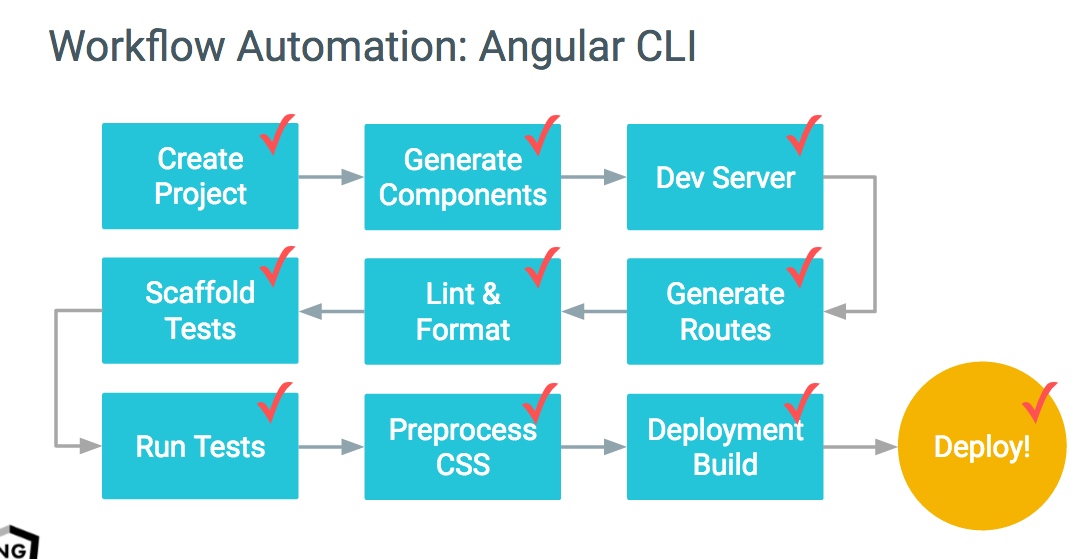 Workflow Automation: Angular CLI
Create
Project
Generate
Components
Dev Server
Generate
Routes
Lint &
Format
Scaffold
Tests
Run Tests
Preprocess
CSS
Deployment
Build
Deploy!
NG